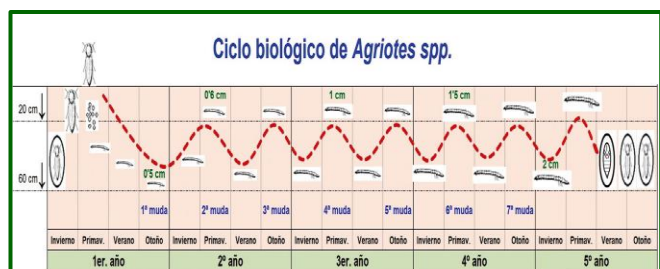 Ciclo biológico de Agriotes spp.
0'6 cm 1 cm 1'5 cm
20 cm
60 cm
0'5 cm 2 cm
1ª muda 2ª muda 3ª muda 4ª muda 5ª muda 6ª muda 7ª muda
Invierno Primav. Verano Otoño Invierno Primav. Verano Otoño Invierno Primav. Verano Otoño Invierno Primav. Verano Otoño Invierno Primav. Verano Otoño
1er. año 2º año 3er. año 4º año 5º año